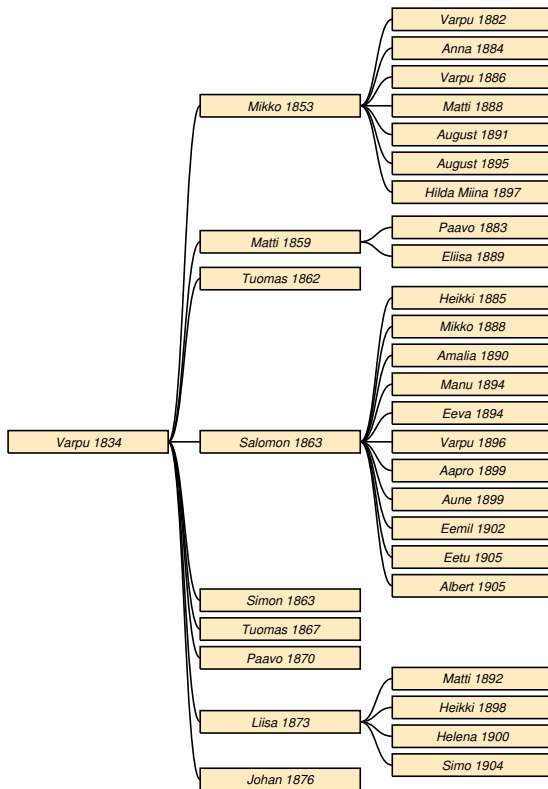 Varpu 1834
Mikko 1853
Varpu 1882
Anna 1884
Varpu 1886
Matti 1888
August 1891
August 1895
Hilda Miina 1897
Matti 1859
Paavo 1883
Eliisa 1889
Tuomas 1862
Salomon 1863
Heikki 1885
Mikko 1888
Amalia 1890
Manu 1894
Eeva 1894
Varpu 1896
Aapro 1899
Aune 1899
Eemil 1902
Eetu 1905
Albert 1905
Simon 1863
Tuomas 1867
Paavo 1870
Liisa 1873
Matti 1892
Heikki 1898
Helena 1900
Simo 1904
Johan 1876